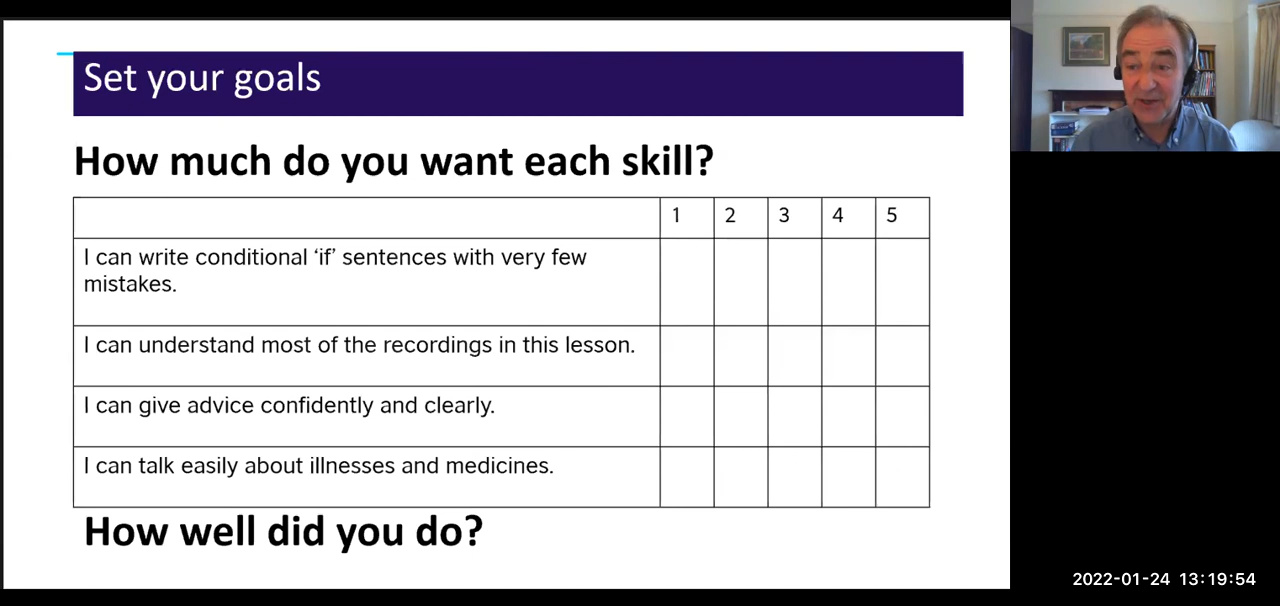 Set your goals
How much do you want each skill?
1 2 3 4 5
I can write conditional ‘if’ sentences with very few
mistakes.
I can understand most of the recordings in this lesson.
I can give advice confidently and clearly.
I can talk easily about illnesses and medicines.
How well did you do?
2022-01-24 13:19:54